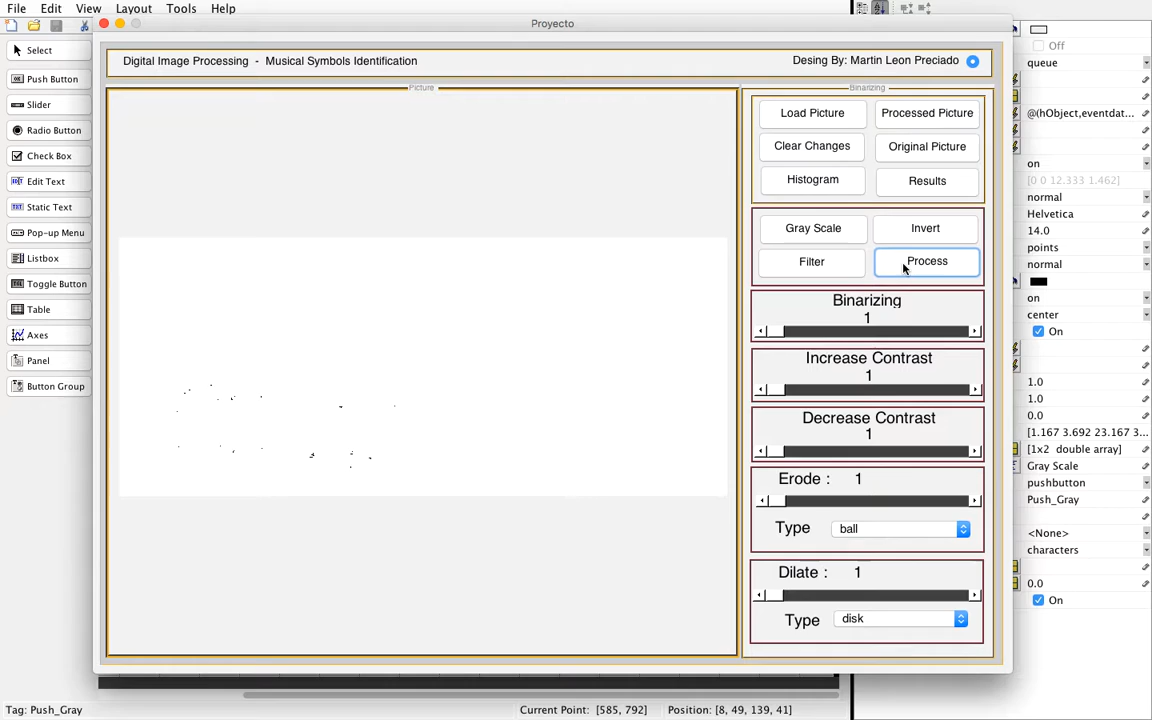 File Edit View Layout Tools Help
Proyecto
Select
Push Button
Slider
Radio Button
Check Box
Edit Text
Static Text
Pop-up Menu
Listbox
Toggle Button
Table
Axes
Panel
Button Group
Digital Image Processing - Musical Symbols Identification
Desing By: Martin Leon Preciado
Picture
Binarizing
Load Picture
Processed Picture
Clear Changes
Original Picture
Histogram
Results
Gray Scale
Invert
Filter
Process
Binarizing
1
Increase Contrast
1
Decrease Contrast
1
Erode : 1
Type ball
Dilate : 1
Type disk
Off
queue
@(hObject,eventdat...
on
[0 0 12.333 1.462]
normal
Helvetica
14.0
points
normal
on
center
On
1.0
1.0
0.0
[1.167 3.692 23.167 3...
[1x2 double array]
Gray Scale
pushbutton
Push_Gray
<None>
characters
0.0
On
Tag: Push_Gray
Current Point: [585, 792]
Position: [8, 49, 139, 41]